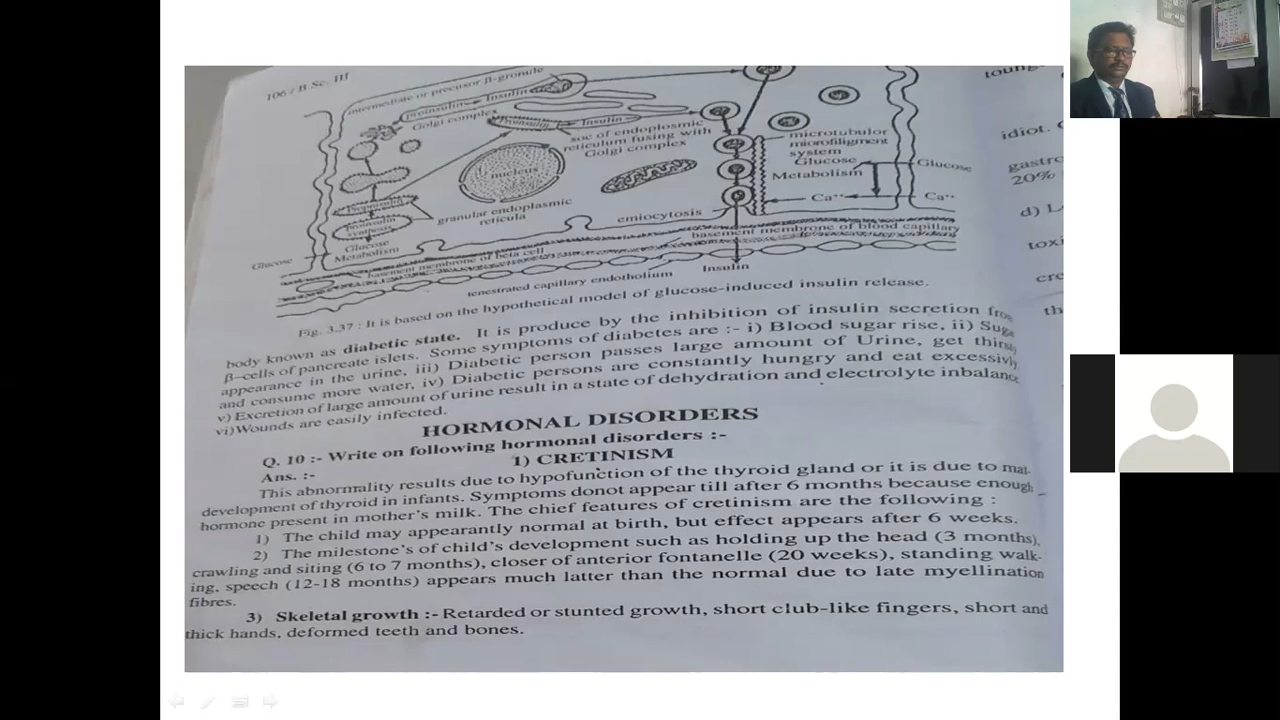 106 / B Sc. III
intermediate or precusor β-gronule
proinsulin Insulin
Golgi complex
proinsulin Insulin
soc of endoplosmic
reticulum fusing with
Golgi complex
microtubulor
microfiligment
system
Glucose
Metabolism
Glucose
Ca⁺⁺
Ca⁺⁺
nucleus
granular endoplasmic
reticula
emiocytosis
proinsulin
synthesis
Glucose
Metabolism
Glucose
basement membrone of beta cell
basement membrone of blood capillary
fenestrated capillary endotholium
Insulin
Fig. 3.37 : It is based on the hypothetical model of glucose-induced insulin release.
body known as diabetic state. It is produce by the inhibition of insulin secretion from
β–cells of pancreate islets. Some symptoms of diabetes are :- i) Blood sugar rise, ii)
appearance in the urine, iii) Diabetic person passes large amount of Urine, get thirsty
and consume more water, iv) Diabetic persons are constantly hungry and eat excessivly
v) Excretion of large amount of urine result in a state of dehydration and electrolyte inbalance
vi)Wounds are easily infected.
HORMONAL DISORDERS
Q. 10 :- Write on following hormonal disorders :-
Ans. :-
1) CRETINISM
This abnormality results due to hypofunction of the thyroid gland or it is due to mal-
development of thyroid in infants. Symptoms donot appear till after 6 months because enough
hormone present in mother's milk. The chief features of cretinism are the following :
1) The child may appearantly normal at birth, but effect appears after 6 weeks.
2) The milestone's of child's development such as holding up the head (3 months),
crawling and siting (6 to 7 months), closer of anterior fontanelle (20 weeks), standing walk-
ing, speech (12-18 months) appears much latter than the normal due to late myellination
fibres.
3) Skeletal growth :- Retarded or stunted growth, short club-like fingers, short and
thick hands, deformed teeth and bones.
idiot.
gastro
20%
d)
toxi
cre
th